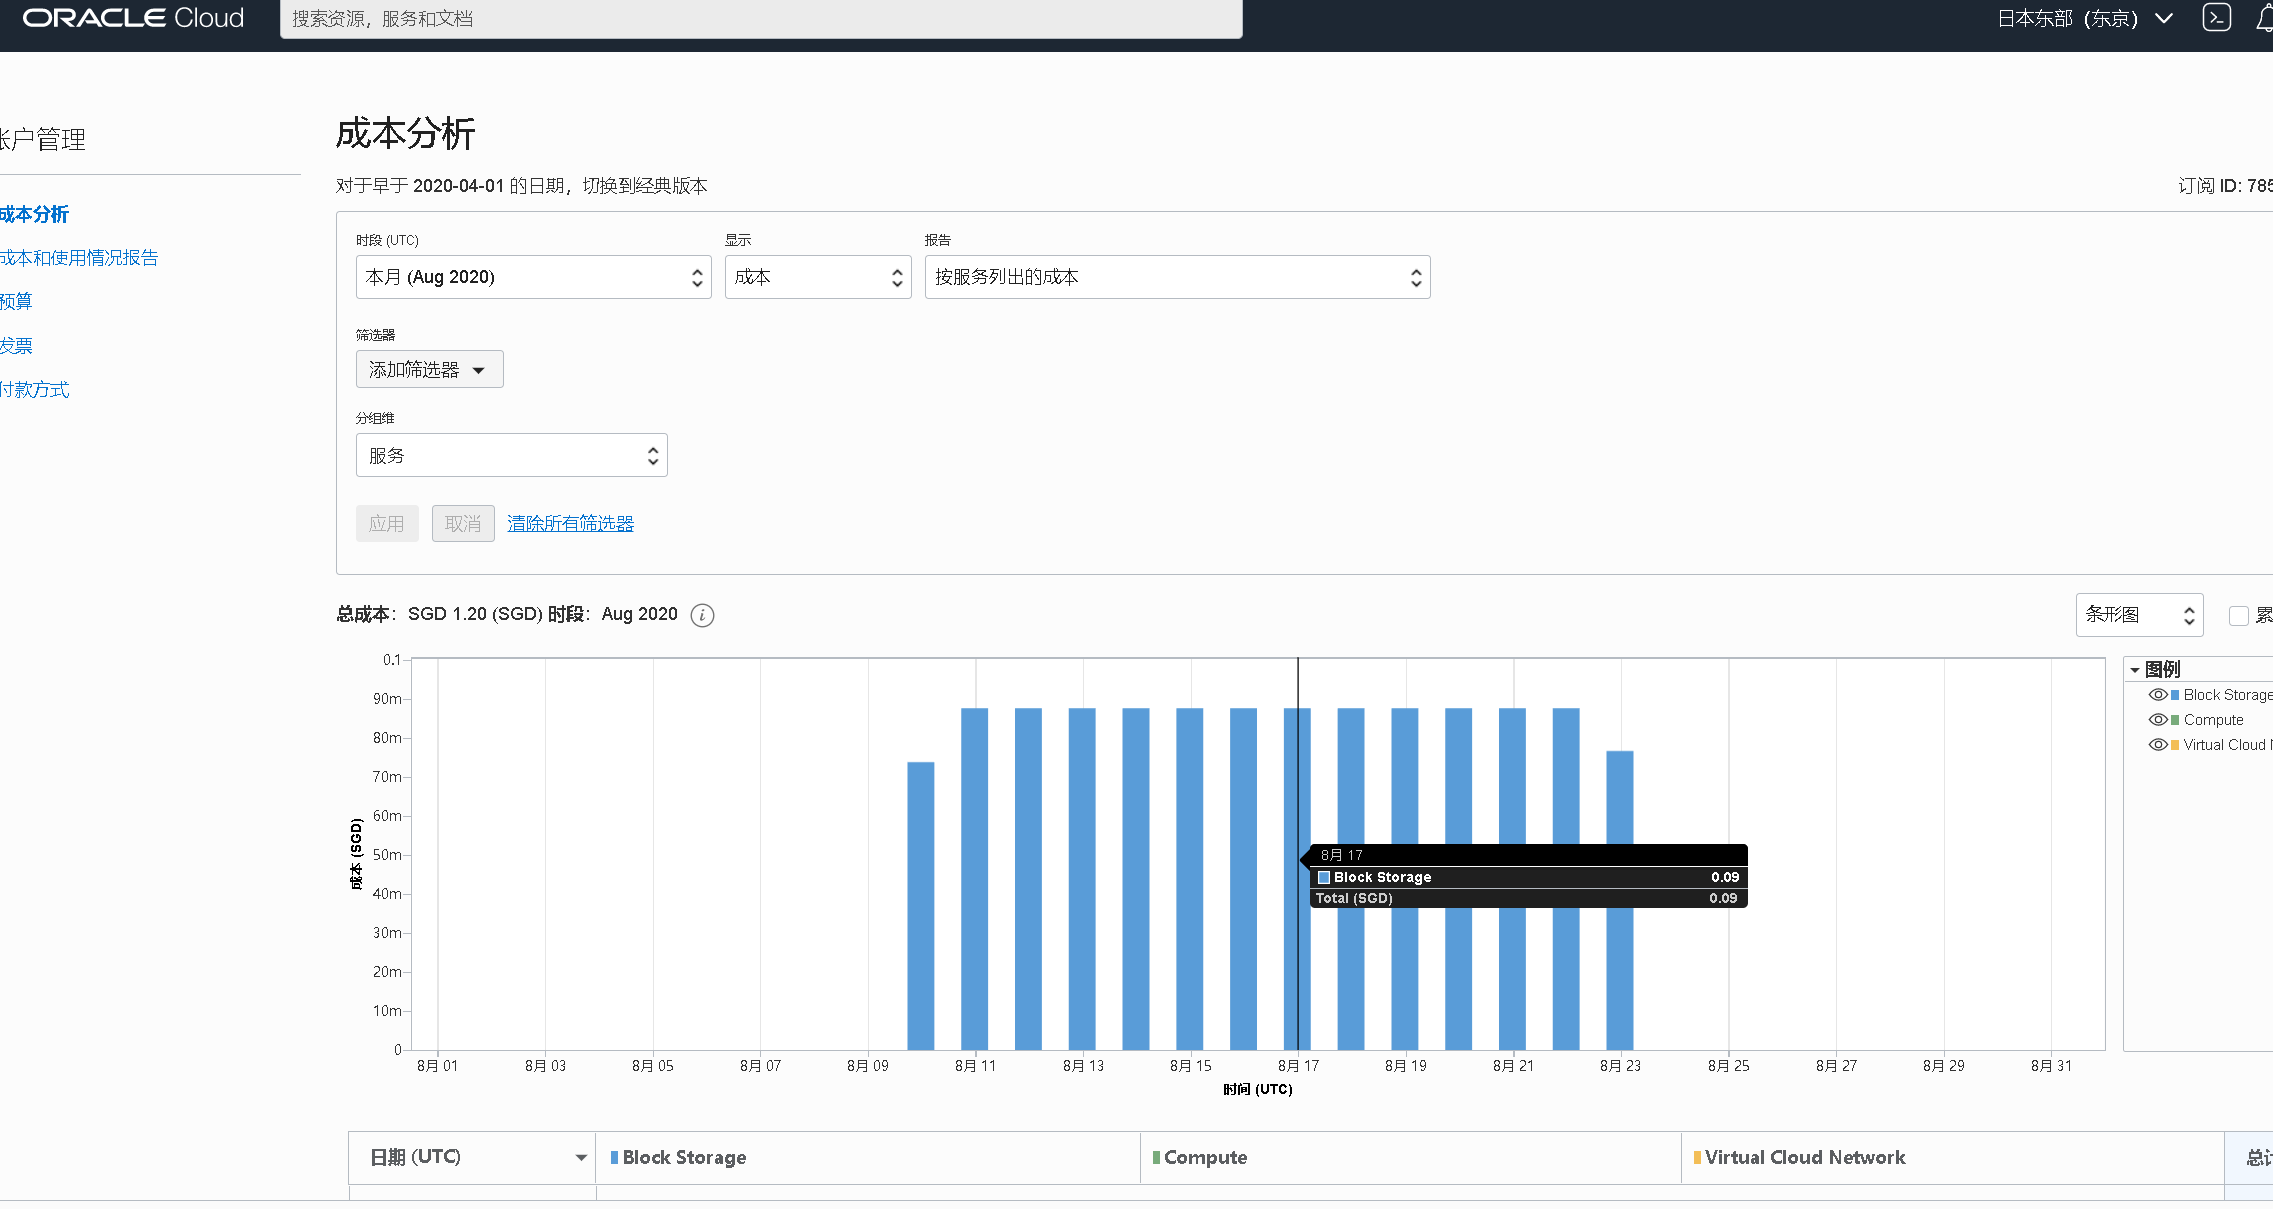 ORACLE Cloud
搜索资源，服务和文档
日本东部 (东京)
账户管理
成本分析
成本和使用情况报告
预算
发票
付款方式
成本分析
对于早于 2020-04-01 的日期，切换到经典版本
订阅 ID: 785
时段 (UTC)
显示
报告
本月 (Aug 2020)
成本
按服务列出的成本
筛选器
添加筛选器
分组维
服务
应用
取消
清除所有筛选器
总成本：SGD 1.20 (SGD) 时段：Aug 2020
条形图
累
0.1
90m
80m
70m
60m
50m
40m
30m
20m
10m
0
成本 (SGD)
8月 17
Block Storage 0.09
Total (SGD) 0.09
8月 01 8月 03 8月 05 8月 07 8月 09 8月 11 8月 13 8月 15 8月 17 8月 19 8月 21 8月 23 8月 25 8月 27 8月 29 8月 31
时间 (UTC)
图例
Block Storage
Compute
Virtual Cloud
日期 (UTC) Block Storage Compute Virtual Cloud Network 总计